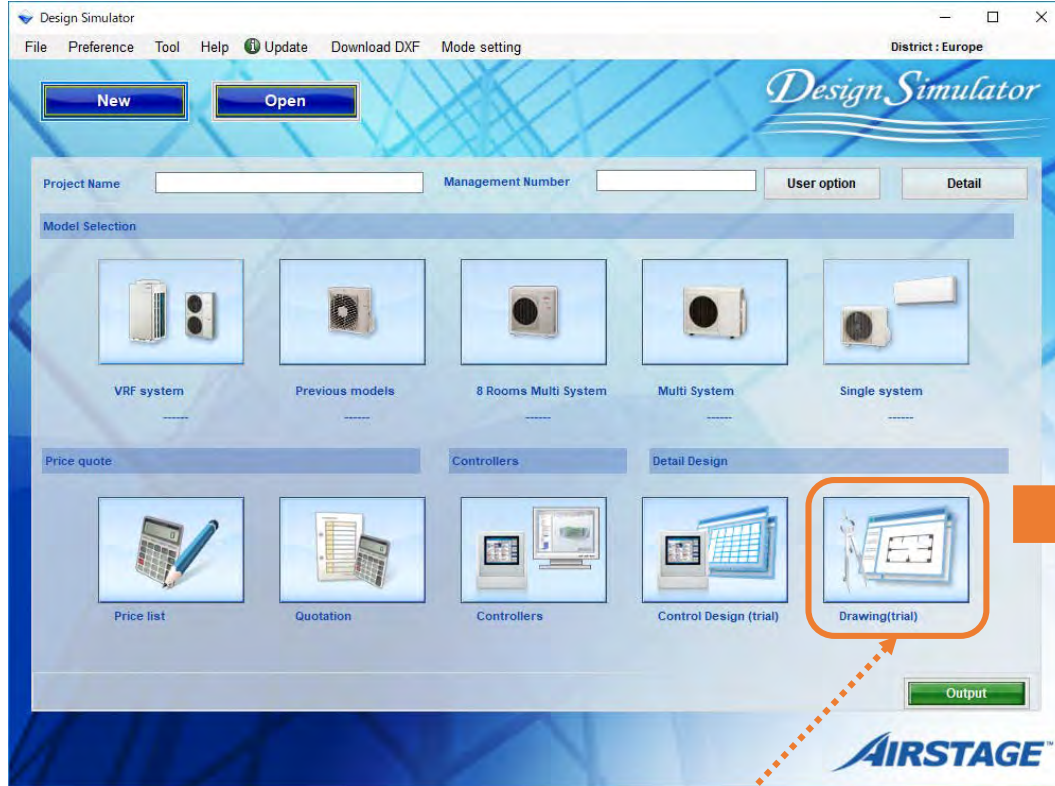 Design Simulator
File Preference Tool Help Update Download DXF Mode setting District : Europe
New Open Design Simulator
Project Name Management Number User option Detail
Model Selection
VRF system Previous models 8 Rooms Multi System Multi System Single system
------ ------ ------ ------ ------
Price quote Controllers Detail Design
Price list Quotation Controllers Control Design (trial) Drawing(trial)
Output
AIRSTAGE™